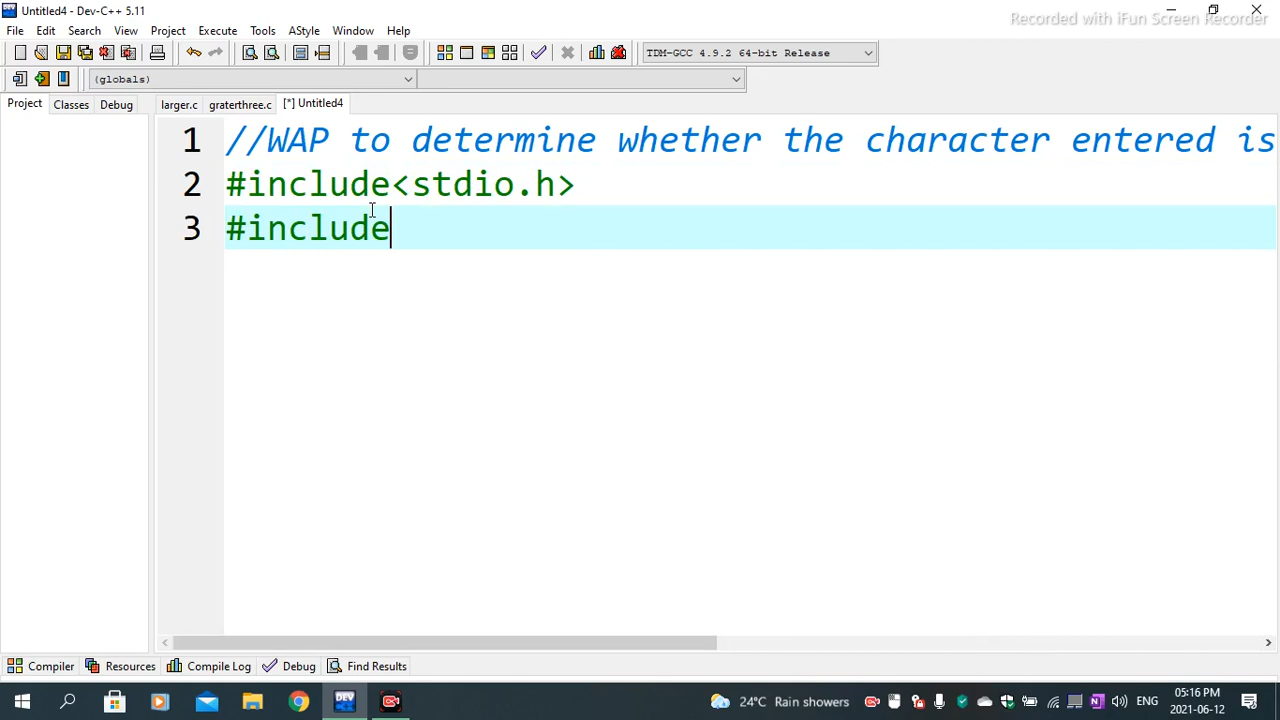 Untitled4 - Dev-C++ 5.11
Recorded with iFun Screen Recorder
File Edit Search View Project Execute Tools AStyle Window Help
TDM-GCC 4.9.2 64-bit Release
(globals)
Project Classes Debug larger.c graterthree.c [*] Untitled4
1 //WAP to determine whether the character entered is
2 #include<stdio.h>
3 #include
Compiler Resources Compile Log Debug Find Results
DEV 24°C Rain showers ENG 05:16 PM
2021-06-12